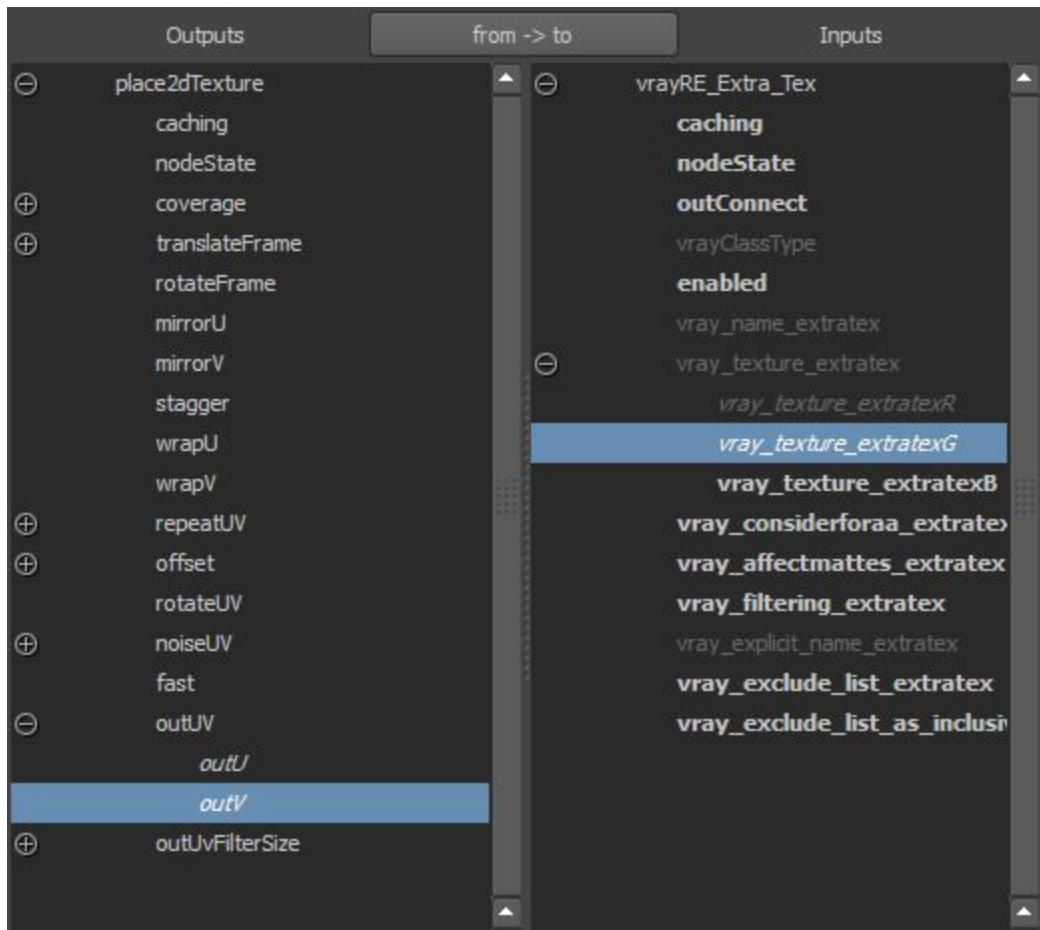 Outputs
from -> to
Inputs
place2dTexture
caching
nodeState
coverage
translateFrame
rotateFrame
mirrorU
mirrorV
stagger
wrapU
wrapV
repeatUV
offset
rotateUV
noiseUV
fast
outUV
outU
outV
outUvFilterSize
vrayRE_Extra_Tex
caching
nodeState
outConnect
vrayClassType
enabled
vray_name_extratex
vray_texture_extratex
vray_texture_extratexR
vray_texture_extratexG
vray_texture_extratexB
vray_considerforaa_extratex
vray_affectmattes_extratex
vray_filtering_extratex
vray_explicit_name_extratex
vray_exclude_list_extratex
vray_exclude_list_as_inclusi